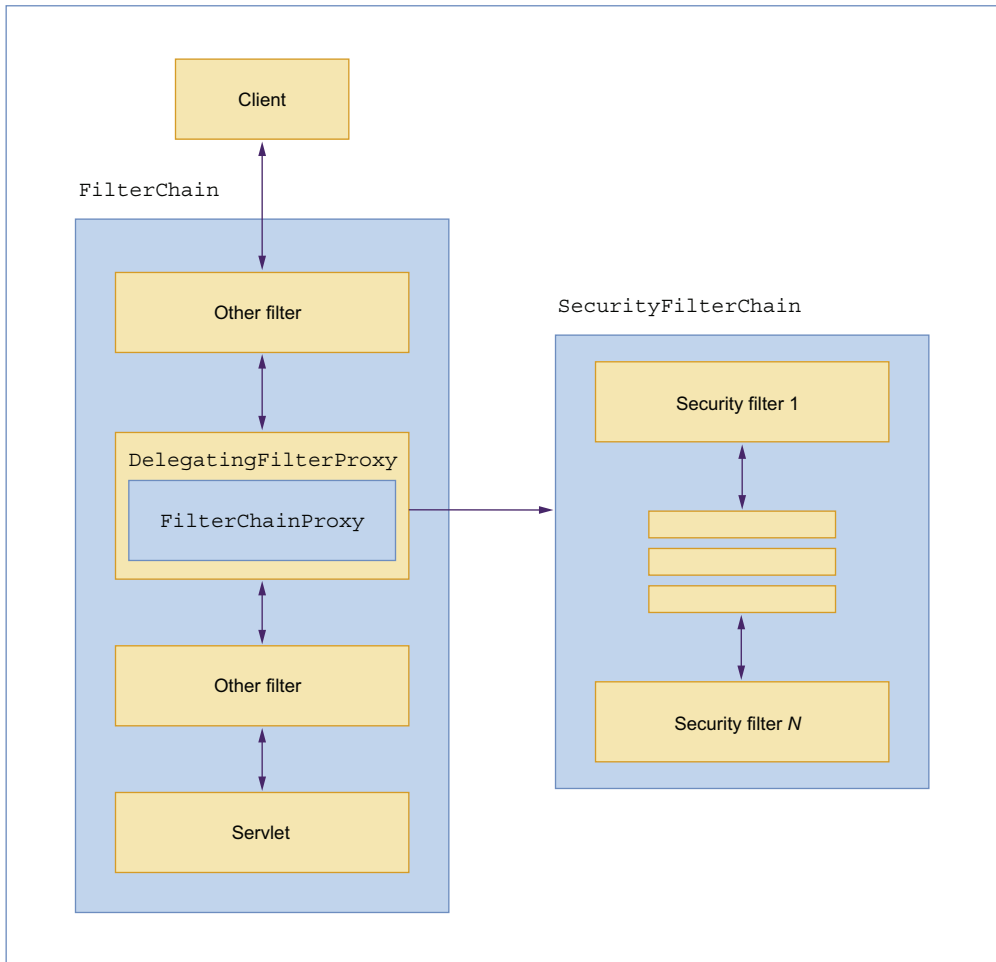 Client
FilterChain
Other filter
DelegatingFilterProxy
FilterChainProxy
Other filter
Servlet
SecurityFilterChain
Security filter 1
Security filter N